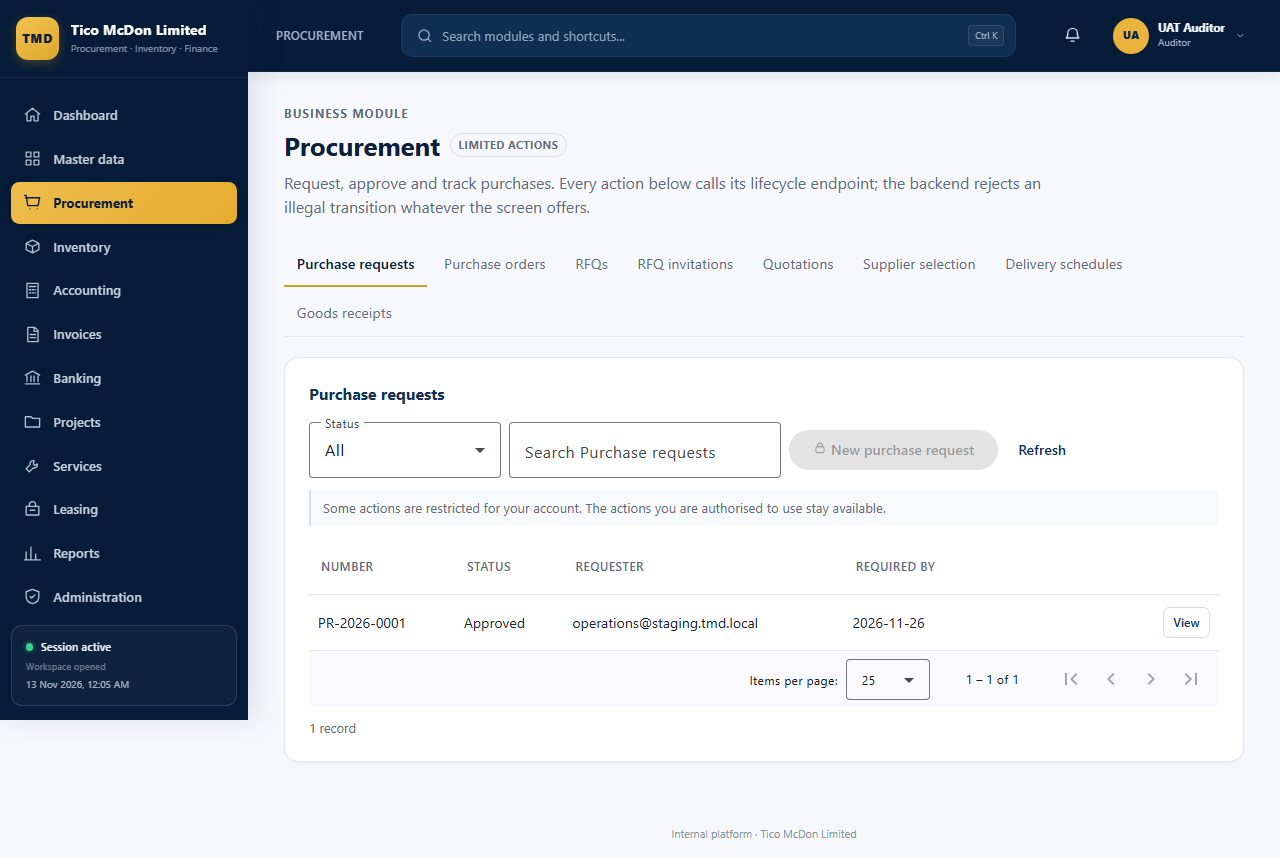 TMD
Tico McDon Limited
Procurement · Inventory · Finance
PROCUREMENT
Search modules and shortcuts...
Ctrl K
UA
UAT Auditor
Auditor
Dashboard
Master data
Procurement
Inventory
Accounting
Invoices
Banking
Projects
Services
Leasing
Reports
Administration
Session active
Workspace opened
13 Nov 2026, 12:05 AM
BUSINESS MODULE
Procurement
LIMITED ACTIONS
Request, approve and track purchases. Every action below calls its lifecycle endpoint; the backend rejects an
illegal transition whatever the screen offers.
Purchase requests
Purchase orders
RFQs
RFQ invitations
Quotations
Supplier selection
Delivery schedules
Goods receipts
Purchase requests
Status
All
Search Purchase requests
New purchase request
Refresh
Some actions are restricted for your account. The actions you are authorised to use stay available.
NUMBER STATUS REQUESTER REQUIRED BY
PR-2026-0001 Approved operations@staging.tmd.local 2026-11-26 View
Items per page: 25 1 – 1 of 1
1 record
Internal platform · Tico McDon Limited